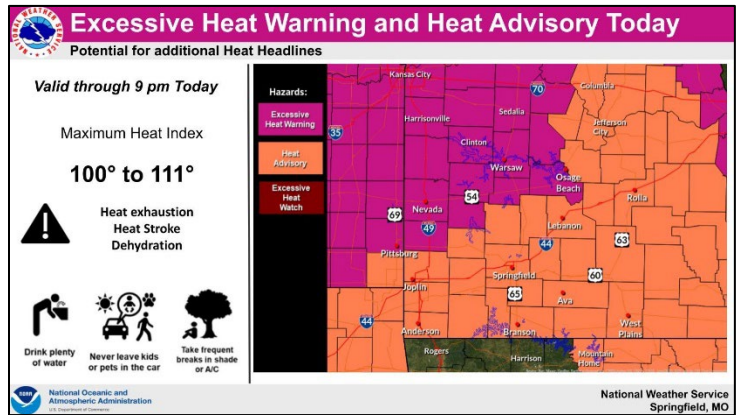 Excessive Heat Warning and Heat Advisory Today
Potential for additional Heat Headlines
Valid through 9 pm Today
Maximum Heat Index
100° to 111°
Heat exhaustion
Heat Stroke
Dehydration
Drink plenty
of water
Never leave kids
or pets in the car
Take frequent
breaks in shade
or A/C
Hazards:
Excessive
Heat Warning
Heat
Advisory
Excessive
Heat
Watch
Kansas City
70
Columbia
35
Harrisonville
Sedalia
Jefferson
City
Clinton
Warsaw
Osage
Beach
54
Rolla
69
Nevada
49
Lebanon
63
44
Pittsburg
Springfield
60
Joplin
65
Ava
44
Anderson
Branson
West
Plains
Rogers
Harrison
Mountain
Home
NATIONAL WEATHER SERVICE
NOAA
National Oceanic and
Atmospheric Administration
U.S. Department of Commerce
National Weather Service
Springfield, MO